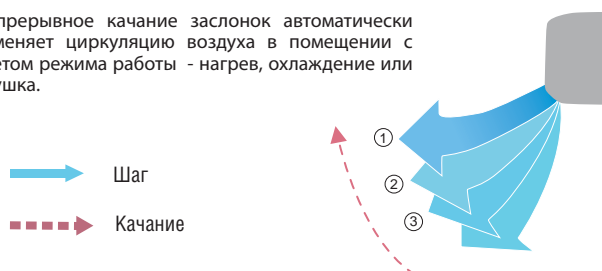 прерывное качание заслонок автоматически
меняет циркуляцию воздуха в помещении с
етом режима работы - нагрев, охлаждение или
ушка.
1
2
Шаг
3
Качание